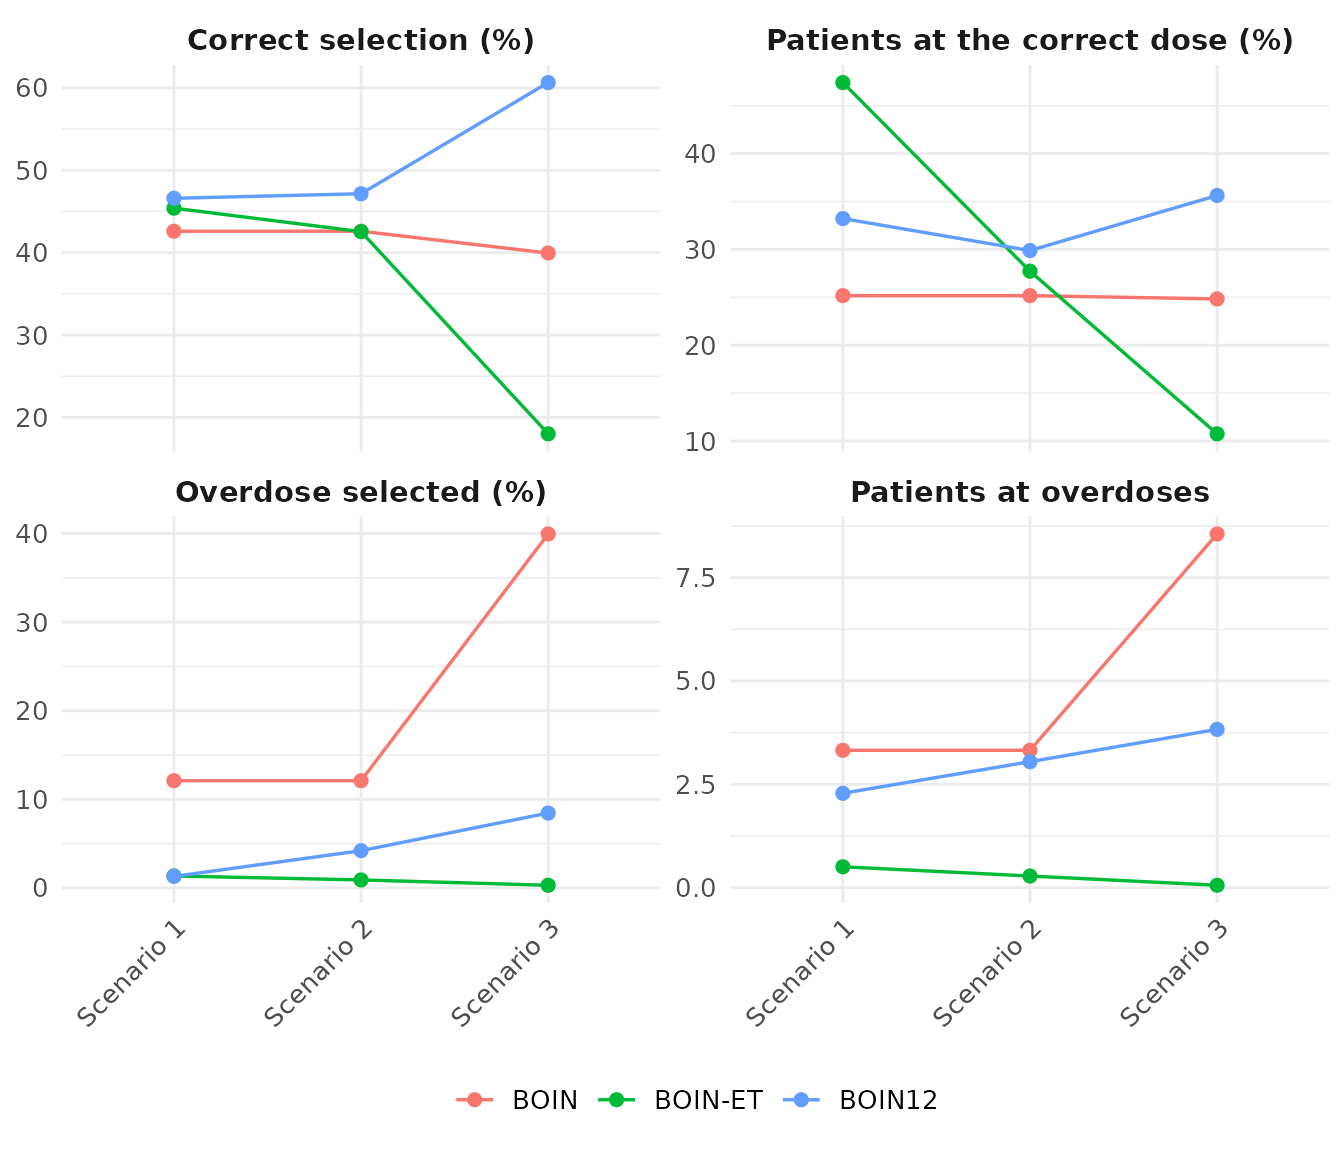 Correct selection (%)
Patients at the correct dose (%)
60
50
40
30
20
40
30
20
10
Overdose selected (%)
Patients at overdoses
40
30
20
10
0
7.5
5.0
2.5
0.0
Scenario 1
Scenario 2
Scenario 3
Scenario 1
Scenario 2
Scenario 3
BOIN
BOIN-ET
BOIN12